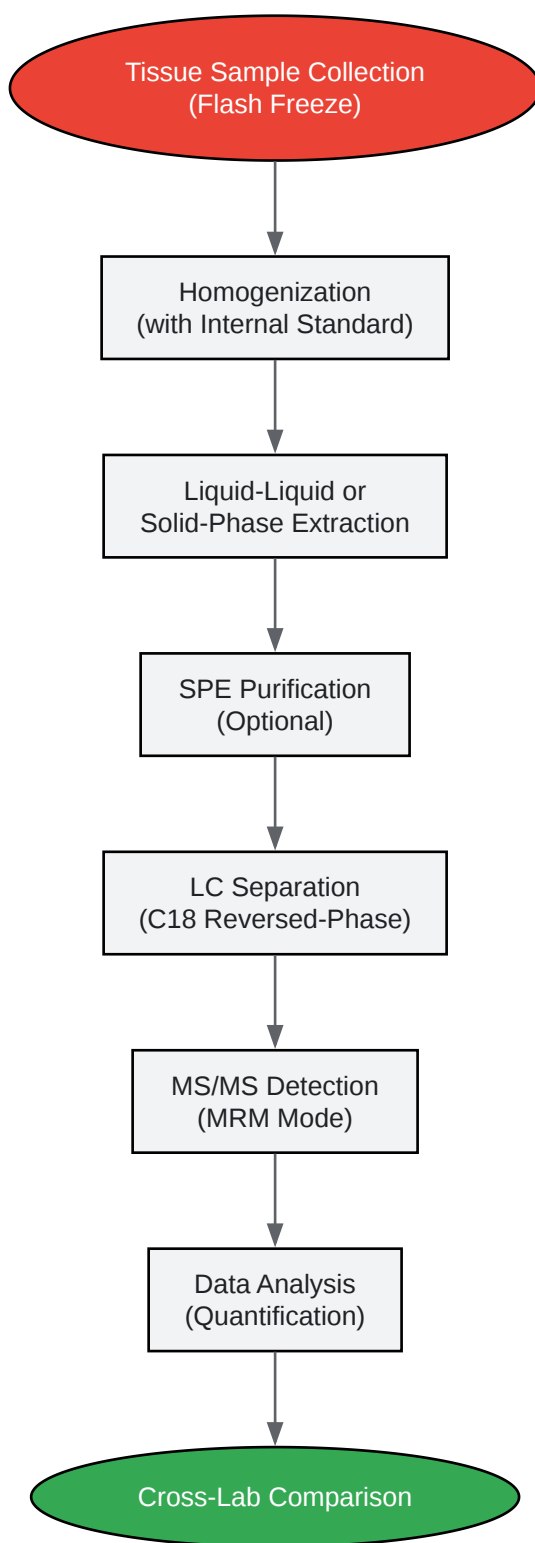 Tissue Sample Collection
(Flash Freeze)
Homogenization
(with Internal Standard)
Liquid-Liquid or
Solid-Phase Extraction
SPE Purification
(Optional)
LC Separation
(C18 Reversed-Phase)
MS/MS Detection
(MRM Mode)
Data Analysis
(Quantification)
Cross-Lab Comparison